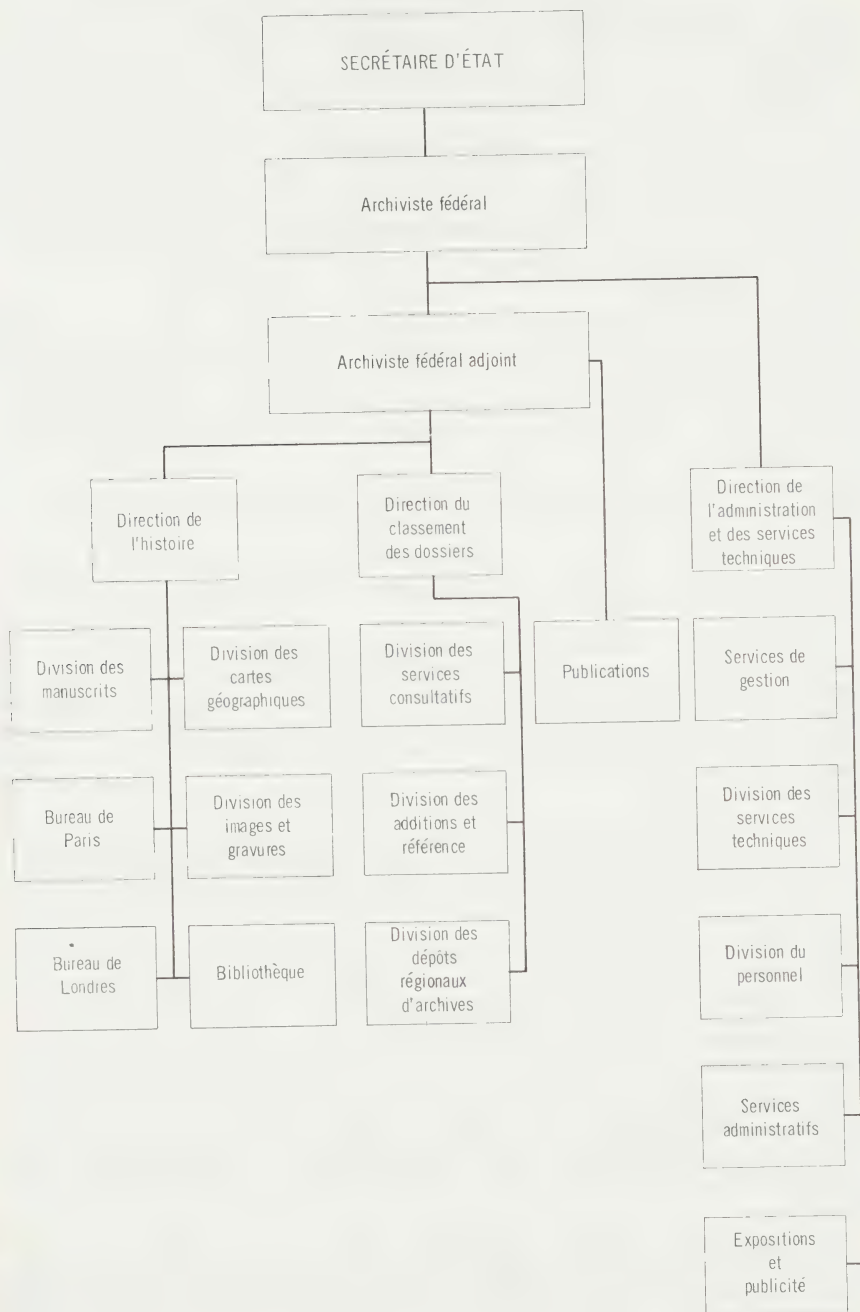 SECRÉTAIRE D'ÉTAT
Archiviste fédéral
Archiviste fédéral adjoint
Direction de
l'histoire
Direction du
classement
des dossiers
Direction de
l'administration
et des services
techniques
Division des
manuscrits
Division des
cartes
géographiques
Division des
services
consultatifs
Publications
Services de
gestion
Bureau de
Paris
Division des
images et
gravures
Division des
additions et
référence
Division des
services
techniques
Bureau de
Londres
Bibliothèque
Division des
dépôts
régionaux
d'archives
Division du
personnel
Services
administratifs
Expositions
et
publicité